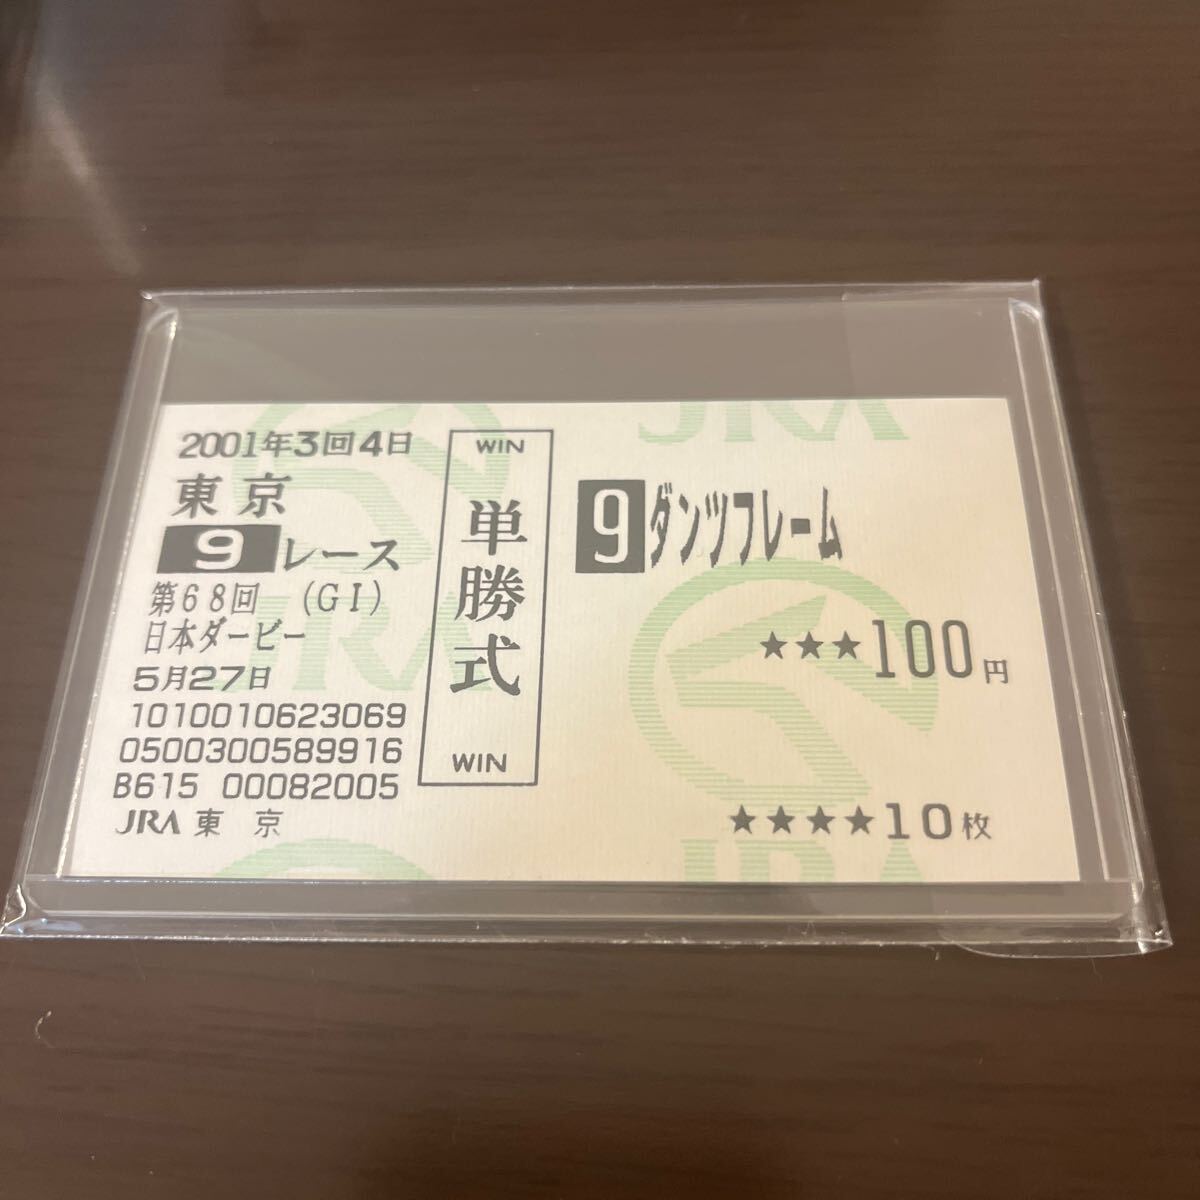 2001年3回4日
東京
9レース
第68回 (GI)
日本ダービー
5月27日
1010010623069
0500300589916
B615 00082005
JRA 東 京
WIN
単勝式
WIN
9ダンツフレーム
★★★100円
★★★★10枚
JRA
JRA
JRA